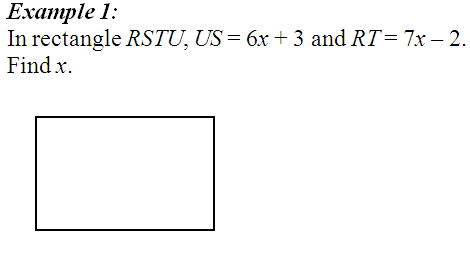 Example 1:
In rectangle RSTU, US = 6x + 3 and RT = 7x – 2.
Find x.